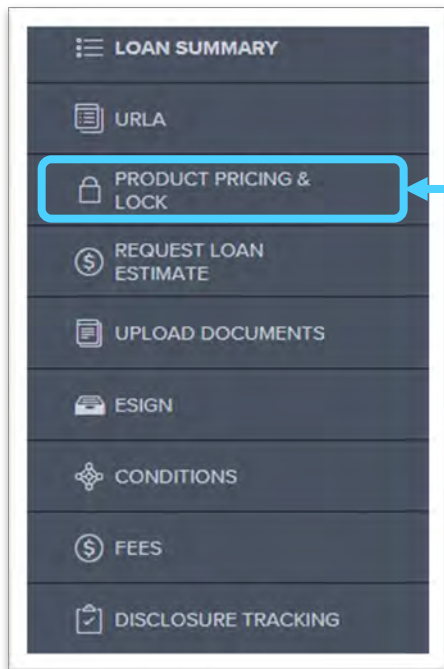 LOAN SUMMARY
URLA
PRODUCT PRICING &
LOCK
REQUEST LOAN
ESTIMATE
UPLOAD DOCUMENTS
ESIGN
CONDITIONS
FEES
DISCLOSURE TRACKING